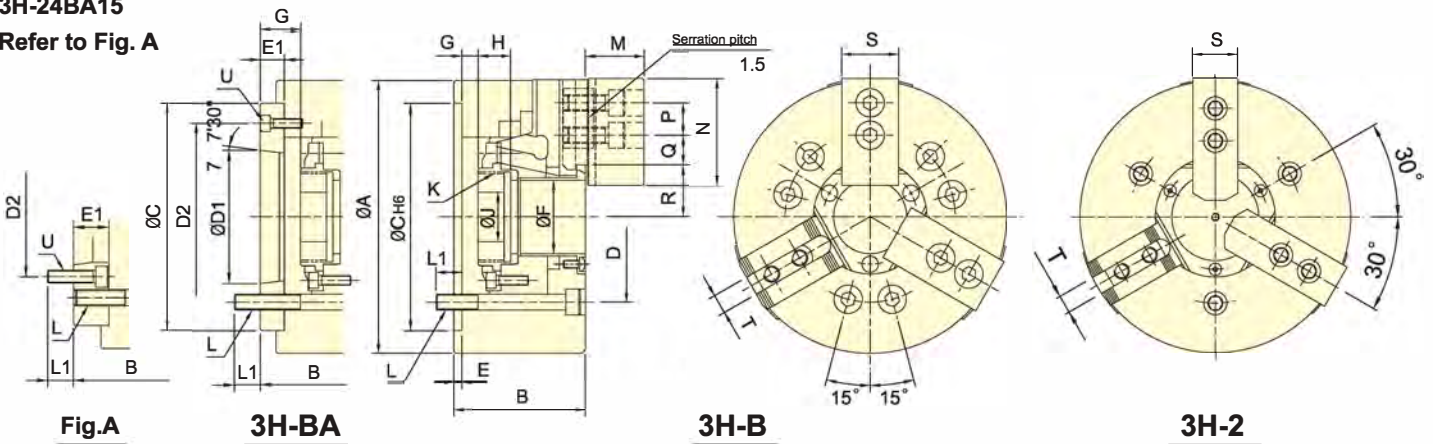 3H-24BA15
Refer to Fig. A
G
E1
U
7°30"
7
ØC
D2
ØD1
L
L1
B
D2
E1
U
L
L1
B
Fig.A
3H-BA
G
H
M
Serration pitch
1.5
ØA
ØCH6
K
ØJ
ØF
P
Q
R
N
D
L1
L
E
B
3H-B
S
T
15°
15°
S
30°
30°
T
3H-2